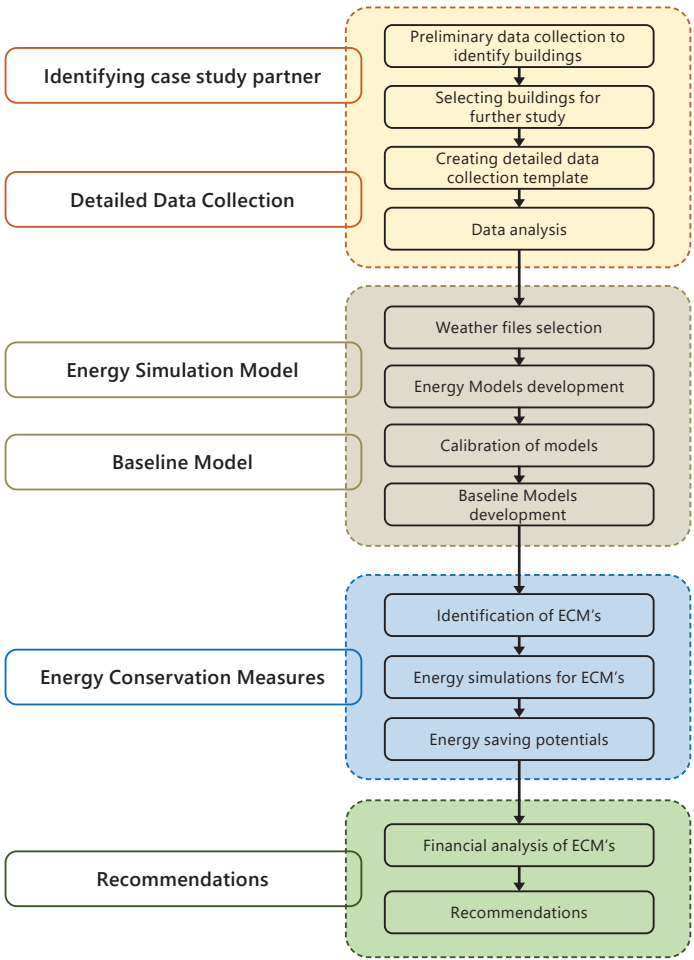 Preliminary data collection to
identify buildings
Identifying case study partner
Selecting buildings for
further study
Creating detailed data
collection template
Detailed Data Collection
Data analysis
Weather files selection
Energy Simulation Model
Energy Models development
Calibration of models
Baseline Model
Baseline Models
development
Identification of ECM's
Energy Conservation Measures
Energy simulations for ECM's
Energy saving potentials
Financial analysis of ECM's
Recommendations
Recommendations